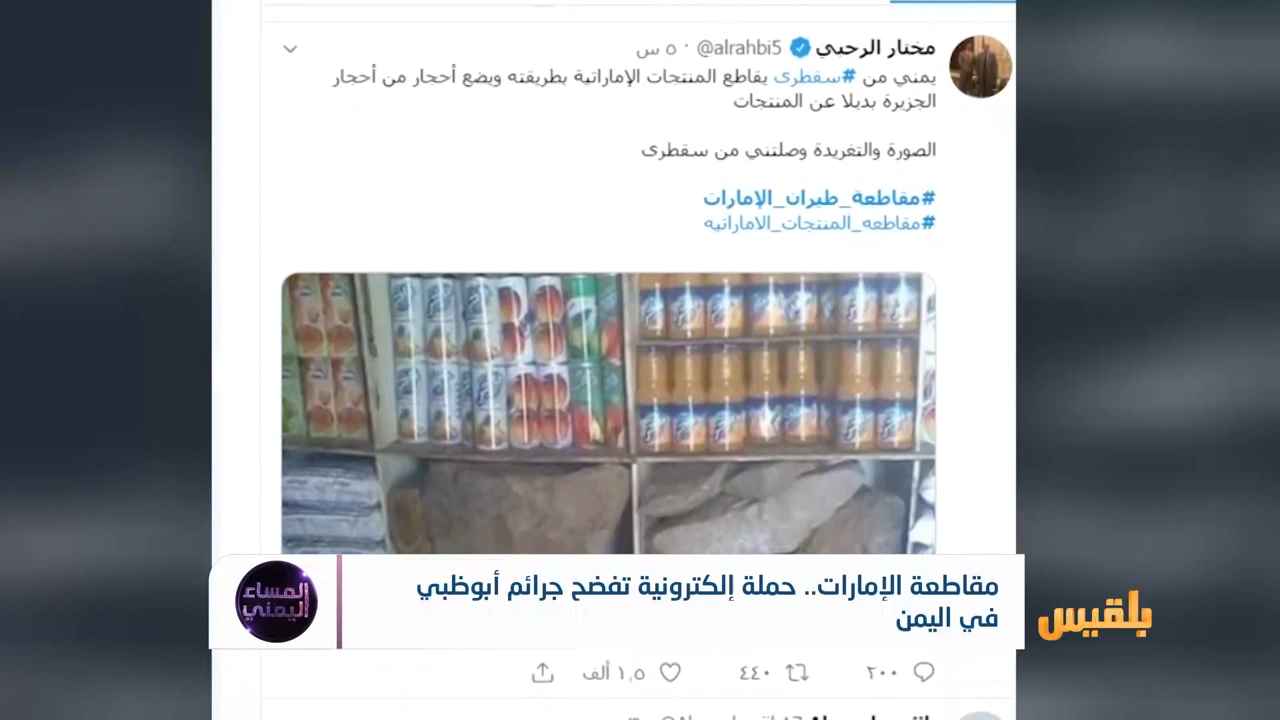 مختار الرحبي @alrahbi5 · ٥ س
يمني من #سقطرى يقاطع المنتجات الإماراتية بطريقته ويضع أحجار من أحجار
الجزيرة بديلا عن المنتجات
الصورة والتغريدة وصلتني من سقطرى
#مقاطعة_طيران_الإمارات
#مقاطعه_المنتجات_الاماراتيه
مقاطعة الإمارات.. حملة إلكترونية تفضح جرائم أبوظبي
في اليمن
المساء
اليمني
بلقيس
٢٠٠ ٤٤٠ ١,٥ ألف